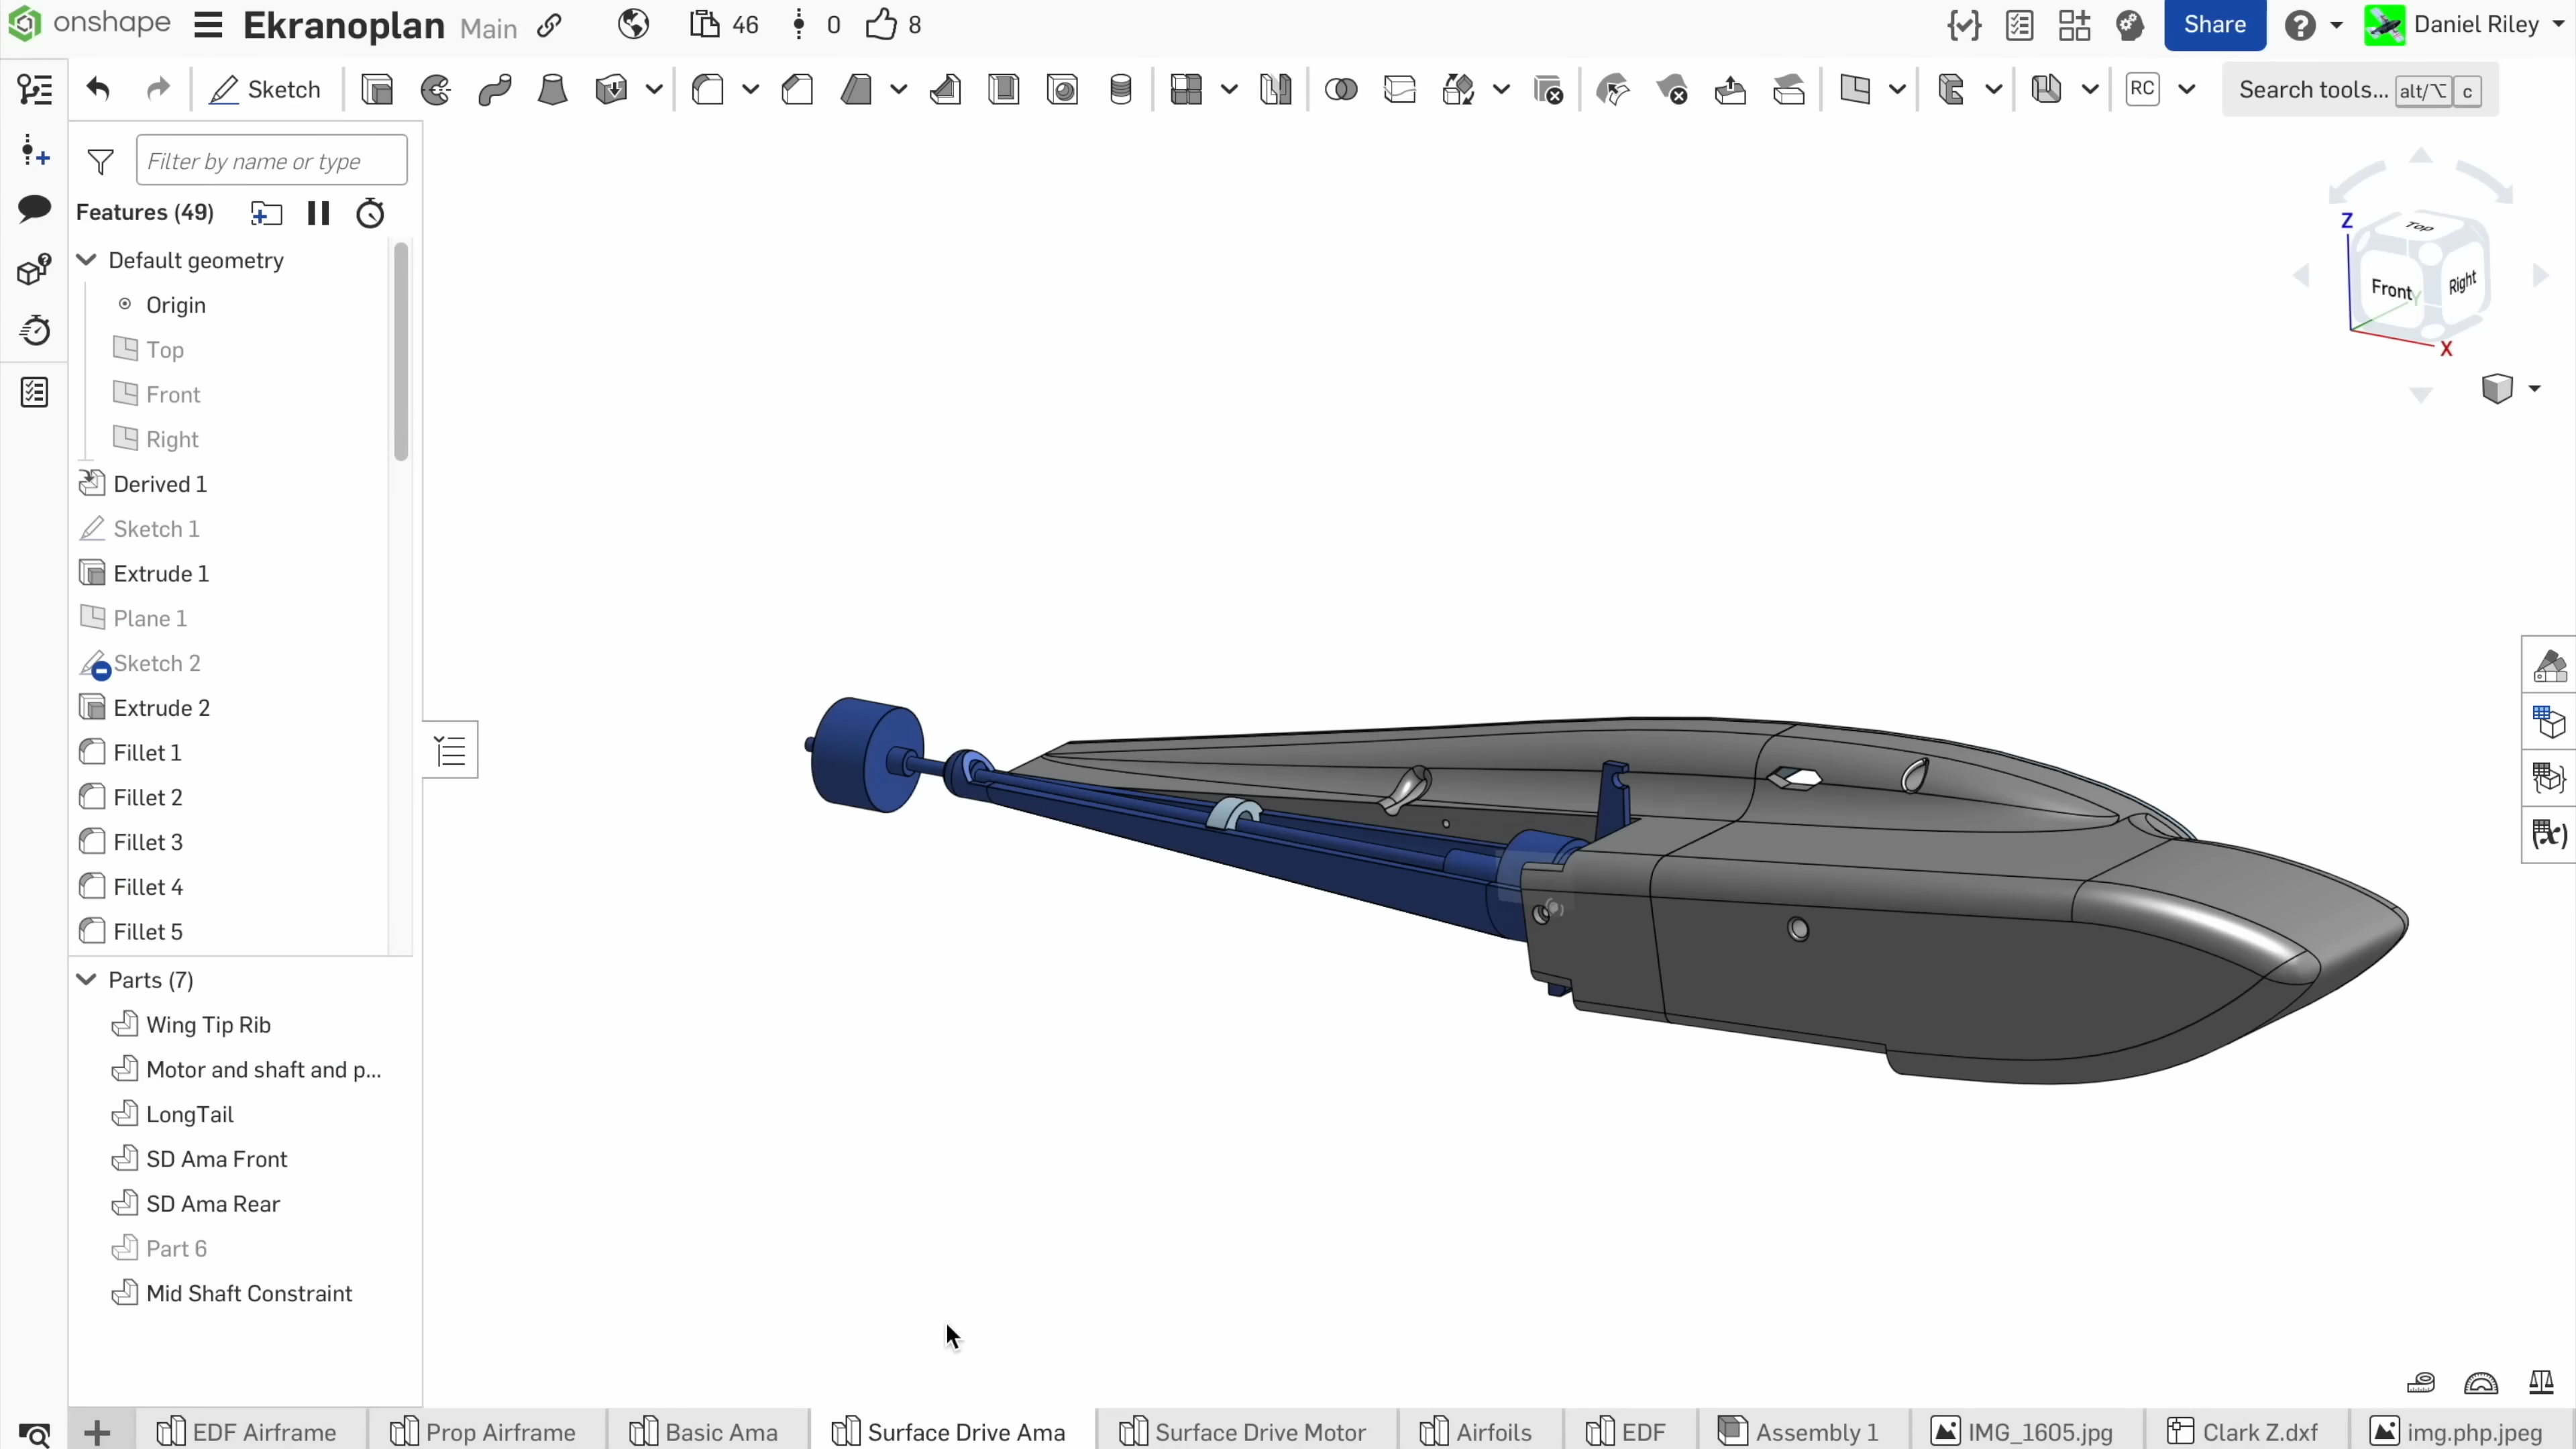 onshape Ekranoplan Main 46 0 8 Share Daniel Riley
Sketch RC Search tools... alt/⌥ c
Filter by name or type
Features (49)
Default geometry
Origin
Top
Front
Right
Derived 1
Sketch 1
Extrude 1
Plane 1
Sketch 2
Extrude 2
Fillet 1
Fillet 2
Fillet 3
Fillet 4
Fillet 5
Parts (7)
Wing Tip Rib
Motor and shaft and p...
LongTail
SD Ama Front
SD Ama Rear
Part 6
Mid Shaft Constraint
Z
Top
Front
Y
Right
X
(x)
EDF Airframe Prop Airframe Basic Ama Surface Drive Ama Surface Drive Motor Airfoils EDF Assembly 1 IMG_1605.jpg Clark Z.dxf img.php.jpeg